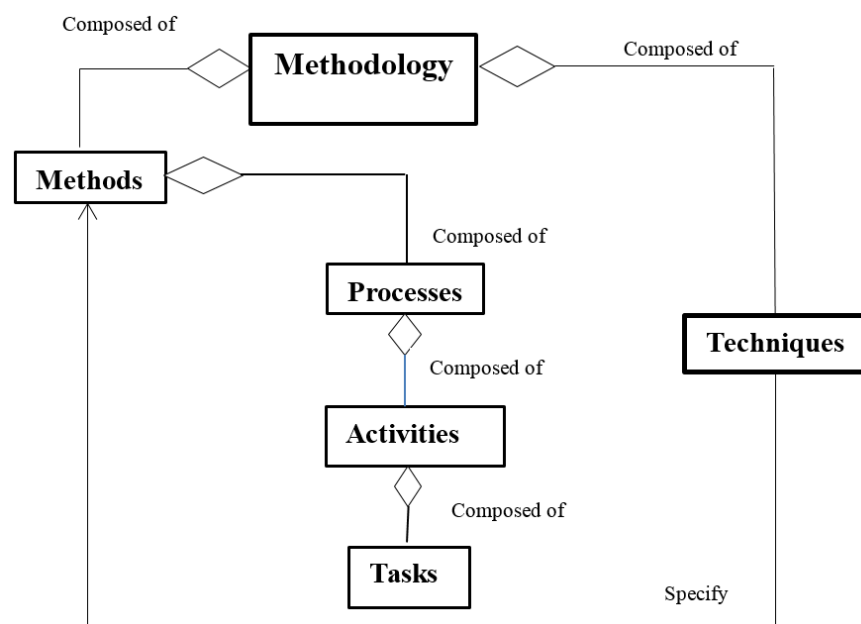 Composed of
Methodology
Composed of
Methods
Composed of
Processes
Techniques
Composed of
Activities
Composed of
Tasks
Specify